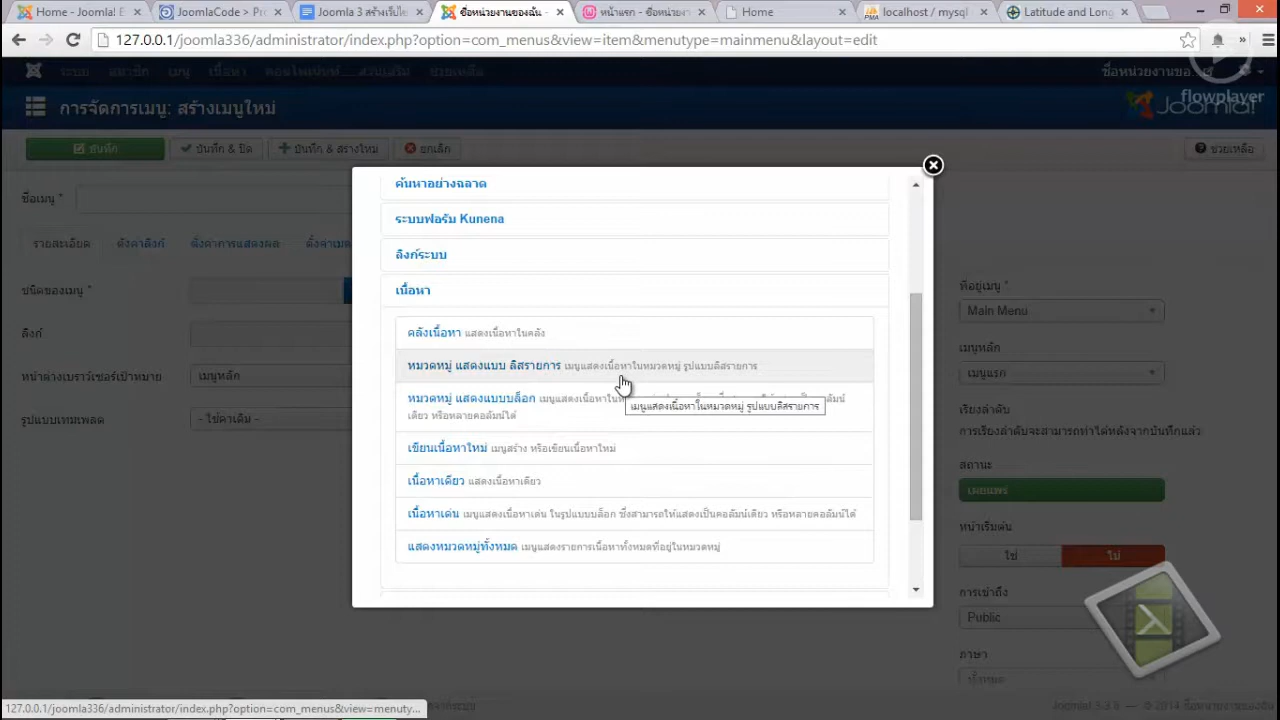 Home - Joomla! E
JoomlaCode > Pro
Joomla 3 สร้างเว็บไซ
ชื่อหน่วยงานของฉัน -
หน้าแรก - ชื่อหน่วยงา
Home
localhost / mysql
Latitude and Long
127.0.0.1/joomla336/administrator/index.php?option=com_menus&view=item&menutype=mainmenu&layout=edit
ระบบ สมาชิก เมนู เนื้อหา คอมโพเนนท์ ส่วนเสริม ช่วยเหลือ
ชื่อหน่วยงานขอ...
การจัดการเมนู: สร้างเมนูใหม่
flowplayer
Joomla!
บันทึก
บันทึก & ปิด
บันทึก & สร้างใหม่
ยกเลิก
ช่วยเหลือ
ชื่อเมนู *
รายละเอียด
ตั้งค่าลิงก์
ตั้งค่าการแสดงผล
ตั้งค่าเมต
ชนิดของเมนู *
ลิงก์
หน้าต่างเบราว์เซอร์เป้าหมาย
เมนูหลัก
รูปแบบเทมเพลต
- ใช้ค่าเดิม -
ค้นหาอย่างฉลาด
ระบบฟอรัม Kunena
ลิงก์ระบบ
เนื้อหา
คลังเนื้อหา แสดงเนื้อหาในคลัง
หมวดหมู่ แสดงแบบ ลิสรายการ เมนูแสดงเนื้อหาในหมวดหมู่ รูปแบบลิสรายการ
หมวดหมู่ แสดงแบบบล็อก เมนูแสดงเนื้อหาใน
เมนูแสดงเนื้อหาในหมวดหมู่ รูปแบบลิสรายการ
เดียว หรือหลายคอลัมน์ได้
เขียนเนื้อหาใหม่ เมนูสร้าง หรือเขียนเนื้อหาใหม่
เนื้อหาเดียว แสดงเนื้อหาเดียว
เนื้อหาเด่น เมนูแสดงเนื้อหาเด่น ในรูปแบบบล็อก ซึ่งสามารถให้แสดงเป็นคอลัมน์เดียว หรือหลายคอลัมน์ได้
แสดงหมวดหมู่ทั้งหมด เมนูแสดงรายการเนื้อหาทั้งหมดที่อยู่ในหมวดหมู่
ที่อยู่เมนู *
Main Menu
เมนูหลัก
เมนูแรก
เรียงลำดับ
การเรียงลำดับจะสามารถทำได้หลังจากบันทึกแล้ว
สถานะ
เผยแพร่
หน้าเริ่มต้น
ใช่
ไม่
การเข้าถึง
Public
ภาษา
ทั้งหมด
127.0.0.1/joomla336/administrator/index.php?option=com_menus&view=menuty...
Joomla! 3.3.6 — © 2014 ชื่อหน่วยงานของฉัน